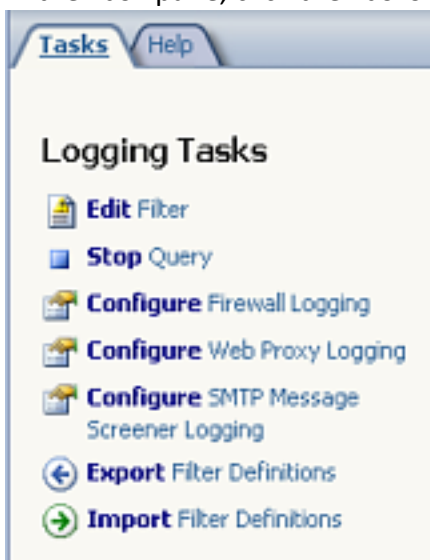 Tasks Help
Logging Tasks
Edit Filter
Stop Query
Configure Firewall Logging
Configure Web Proxy Logging
Configure SMTP Message
Screener Logging
Export Filter Definitions
Import Filter Definitions